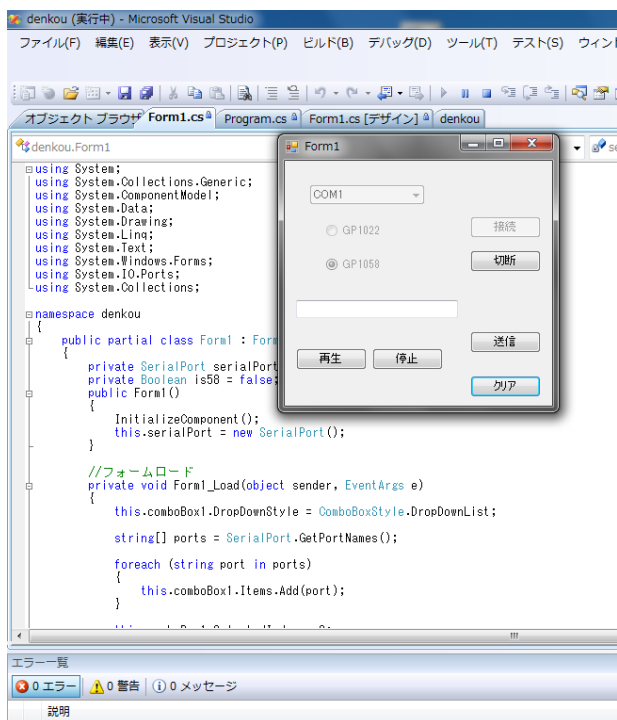 denkou (実行中) - Microsoft Visual Studio
ファイル(F) 編集(E) 表示(V) プロジェクト(P) ビルド(B) デバッグ(D) ツール(T) テスト(S) ウィント
オブジェクト ブラウザ Form1.cs Program.cs Form1.cs [デザイン] denkou
denkou.Form1
Form1
using System;
using System.Collections.Generic;
using System.ComponentModel;
using System.Data;
using System.Drawing;
using System.Linq;
using System.Text;
using System.Windows.Forms;
using System.IO.Ports;
using System.Collections;
COM1
GP1022
接続
GP1058
切断
送信
再生 停止
クリア
namespace denkou
{
public partial class Form1 : Form
{
private SerialPort serialPort
private Boolean is58 = false;
public Form1()
{
InitializeComponent();
this.serialPort = new SerialPort();
}
//フォームロード
private void Form1_Load(object sender, EventArgs e)
{
this.comboBox1.DropDownStyle = ComboBoxStyle.DropDownList;
string[] ports = SerialPort.GetPortNames();
foreach (string port in ports)
{
this.comboBox1.Items.Add(port);
}
エラー一覧
0 エラー 0 警告 0 メッセージ
説明